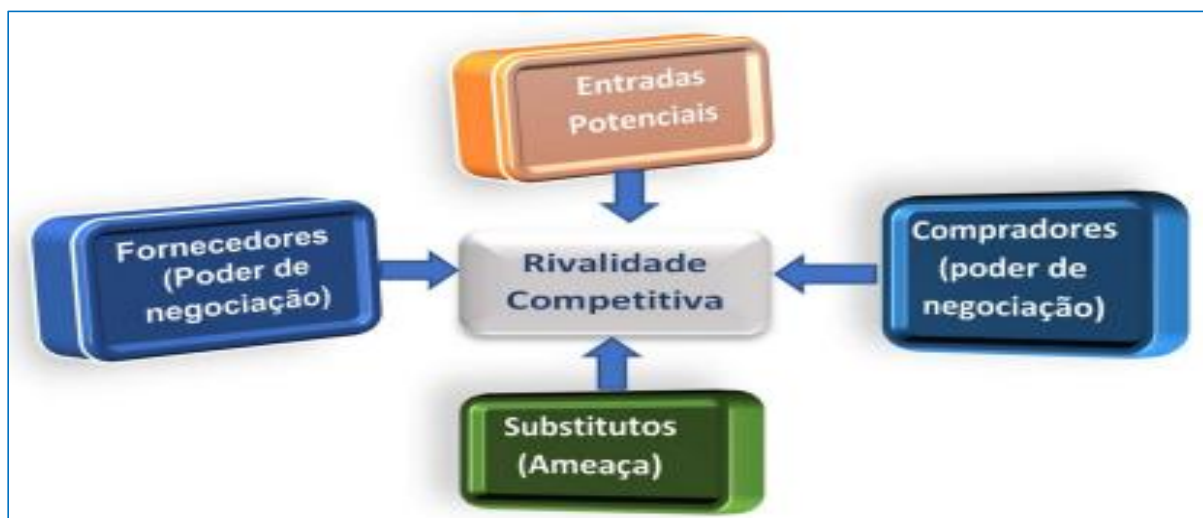 Entradas
Potenciais
Fornecedores
(Poder de
negociação)
Rivalidade
Competitiva
Compradores
(poder de
negociação)
Substitutos
(Ameaça)